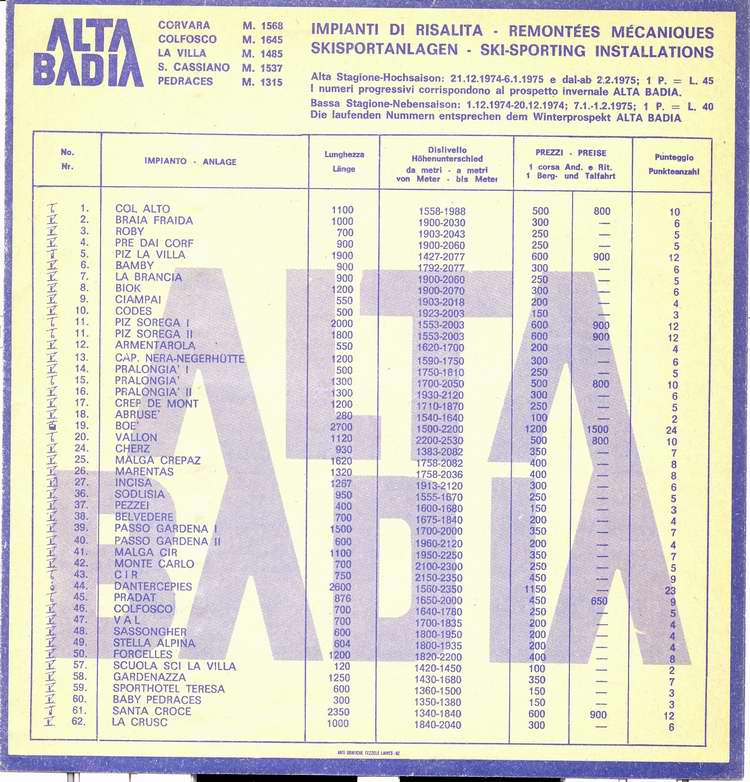 ALTA BADIA
CORVARA M. 1568
COLFOSCO M. 1645
LA VILLA M. 1485
S. CASSIANO M. 1537
PEDRACES M. 1315
IMPIANTI DI RISALITA - REMONTÉES MÉCANIQUES
SKISPORTANLAGEN - SKI-SPORTING INSTALLATIONS
Alta Stagione-Hochsaison: 21.12.1974-6.1.1975 e dal-ab 2.2.1975; 1 P. = L. 45
I numeri progressivi corrispondono al prospetto invernale ALTA BADIA.
Bassa Stagione-Nebensaison: 1.12.1974-20.12.1974; 7.1.-1.2.1975; 1 P. = L. 40
Die laufenden Nummern entsprechen dem Winterprospekt ALTA BADIA
No. Nr. IMPIANTO - ANLAGE Lunghezza Länge Dislivello Höhenunterschied da metri - a metri von Meter - bis Meter PREZZI - PREISE 1 corsa And. e Rit. 1 Berg- und Talfahrt Punteggio Punkteanzahl
1. COL ALTO 1100 1558-1988 500 800 10
2. BRAIA FRAIDA 1000 1900-2030 300 — 6
3. ROBY 700 1903-2043 250 — 5
4. PRE DAI CORF 900 1900-2060 250 — 5
5. PIZ LA VILLA 1900 1427-2077 600 900 12
6. BAMBY 900 1792-2077 300 — 6
7. LA BRANCIA 900 1900-2060 250 — 5
8. BIOK 1200 1900-2070 300 — 6
9. CIAMPAI 550 1903-2018 200 — 4
10. CODES 500 1923-2003 150 — 3
11. PIZ SOREGA I 2000 1553-2003 600 900 12
11. PIZ SOREGA II 1800 1553-2003 600 900 12
12. ARMENTAROLA 550 1620-1700 200 — 4
13. CAP. NERA-NEGERHÜTTE 1200 1590-1750 300 — 6
14. PRALONGIA' I 500 1750-1810 250 — 5
15. PRALONGIA' 1300 1700-2050 500 800 10
16. PRALONGIA' II 1300 1930-2120 300 — 6
17. CREP DE MONT 1200 1710-1870 250 — 5
18. ABRUSE' 280 1540-1640 100 — 2
19. BOE' 2700 1500-2200 1200 1500 24
20. VALLON 1120 2200-2530 500 800 10
24. CHERZ 930 1383-2082 350 — 7
25. MALGA CREPAZ 1620 1758-2082 400 — 8
26. MARENTAS 1320 1758-2036 400 — 8
27. INCISA 1267 1913-2120 300 — 6
36. SODLISIA 950 1555-1670 250 — 5
37. PEZZEI 400 1600-1680 150 — 3
38. BELVEDERE 700 1675-1840 200 — 4
39. PASSO GARDENA I 1500 1700-2000 350 — 7
40. PASSO GARDENA II 600 1960-2120 200 — 4
41. MALGA CIR 1100 1950-2250 350 — 7
42. MONTE CARLO 700 2100-2300 250 — 5
43. C I R 750 2150-2350 450 — 9
44. DANTERCEPIES 2600 1560-2350 1150 — 23
45. PRADAT 876 1650-2000 450 650 9
46. COLFOSCO 700 1640-1780 250 — 5
47. V A L 700 1700-1835 200 — 4
48. SASSONGHER 600 1800-1950 200 — 4
49. STELLA ALPINA 604 1800-1935 200 — 4
50. FORCELLES 1200 1820-2200 400 — 8
57. SCUOLA SCI LA VILLA 120 1420-1450 100 — 2
58. GARDENAZZA 1250 1430-1680 350 — 7
59. SPORTHOTEL TERESA 600 1360-1500 150 — 3
60. BABY PEDRACES 300 1350-1380 150 — 3
61. SANTA CROCE 2350 1340-1840 600 900 12
62. LA CRUSC 1000 1840-2040 300 — 6
ALTA
BADIA